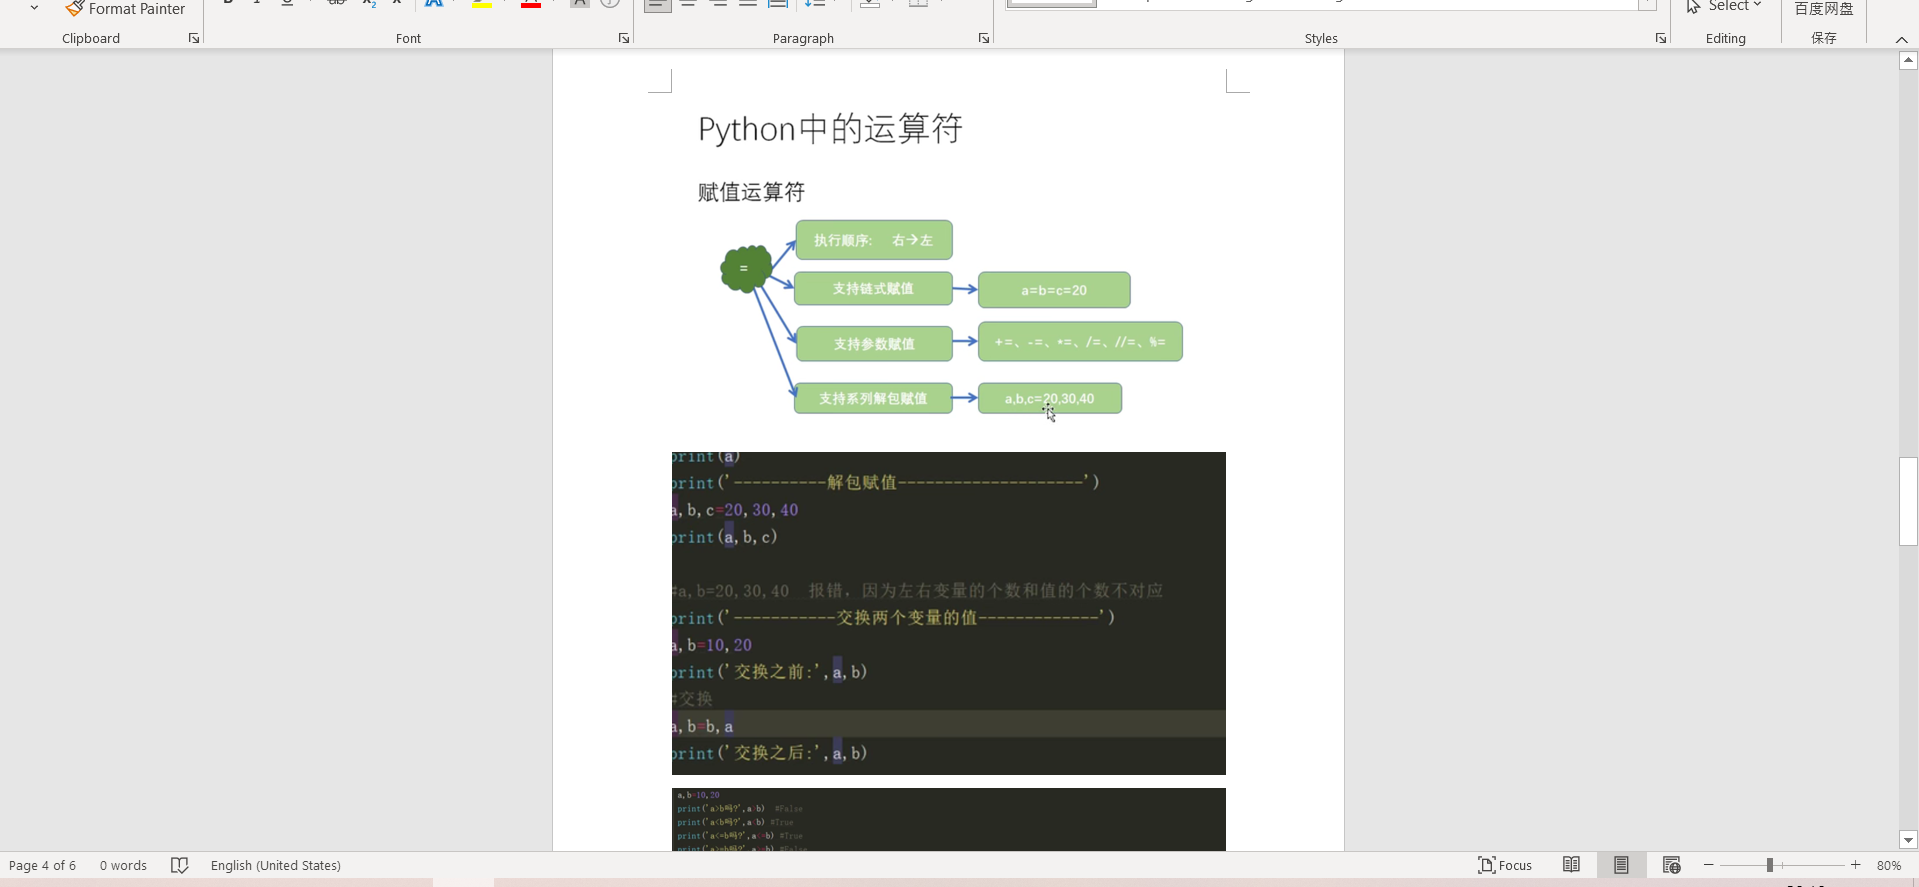 Format Painter
Select
百度网盘
Clipboard
Font
Paragraph
Styles
Editing
保存
Python中的运算符
赋值运算符
=
执行顺序: 右→左
支持链式赋值
a=b=c=20
支持参数赋值
+=、-=、*=、/=、//=、%=
支持系列解包赋值
a,b,c=20,30,40
print(a)
print('----------解包赋值--------------------')
a,b,c=20,30,40
print(a,b,c)
#a,b=20,30,40 报错，因为左右变量的个数和值的个数不对应
print('-----------交换两个变量的值-------------')
a,b=10,20
print('交换之前:',a,b)
#交换
a,b=b,a
print('交换之后:',a,b)
a,b=10,20
print('a>b吗?',a>b) #False
print('a<b吗?',a<b) #True
print('a<=b吗?',a<=b) #True
print('a>=b吗?',a>=b) #False
Page 4 of 6
0 words
English (United States)
Focus
80%